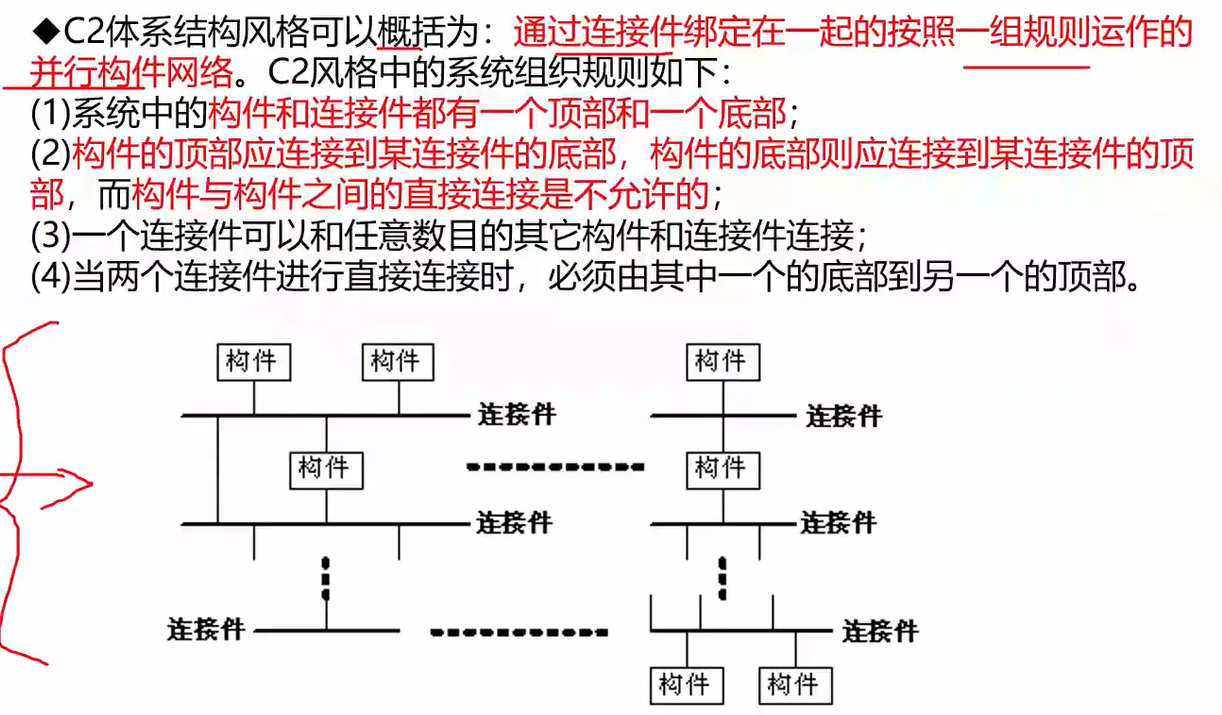 ◆C2体系结构风格可以概括为：通过连接件绑定在一起的按照一组规则运作的
并行构件网络。C2风格中的系统组织规则如下：
(1)系统中的构件和连接件都有一个顶部和一个底部；
(2)构件的顶部应连接到某连接件的底部，构件的底部则应连接到某连接件的顶
部，而构件与构件之间的直接连接是不允许的；
(3)一个连接件可以和任意数目的其它构件和连接件连接；
(4)当两个连接件进行直接连接时，必须由其中一个的底部到另一个的顶部。
构件 构件 构件
连接件 连接件
构件 构件
连接件 连接件
连接件 连接件
构件 构件